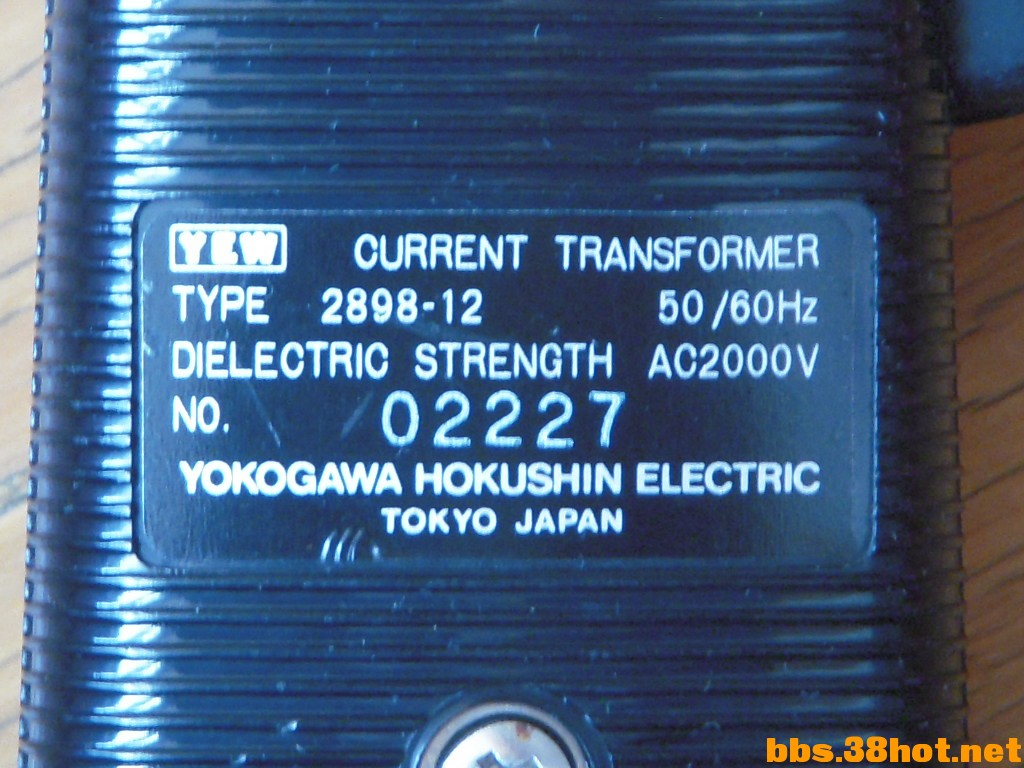 YEW CURRENT TRANSFORMER
TYPE 2898-12 50/60Hz
DIELECTRIC STRENGTH AC2000V
NO. 02227
YOKOGAWA HOKUSHIN ELECTRIC
TOKYO JAPAN
bbs.38hot.net